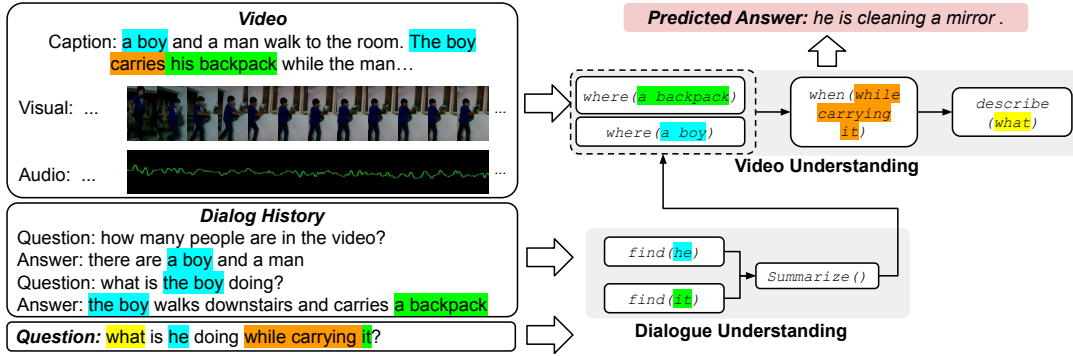 Video
Caption: a boy and a man walk to the room. The boy
carries his backpack while the man…
Visual: ...
...
Audio: ...
...
Dialog History
Question: how many people are in the video?
Answer: there are a boy and a man
Question: what is the boy doing?
Answer: the boy walks downstairs and carries a backpack
Question: what is he doing while carrying it?
Predicted Answer: he is cleaning a mirror .
where(a backpack)
where(a boy)
when(while
carrying
it)
describe
(what)
Video Understanding
find(he)
find(it)
Summarize()
Dialogue Understanding